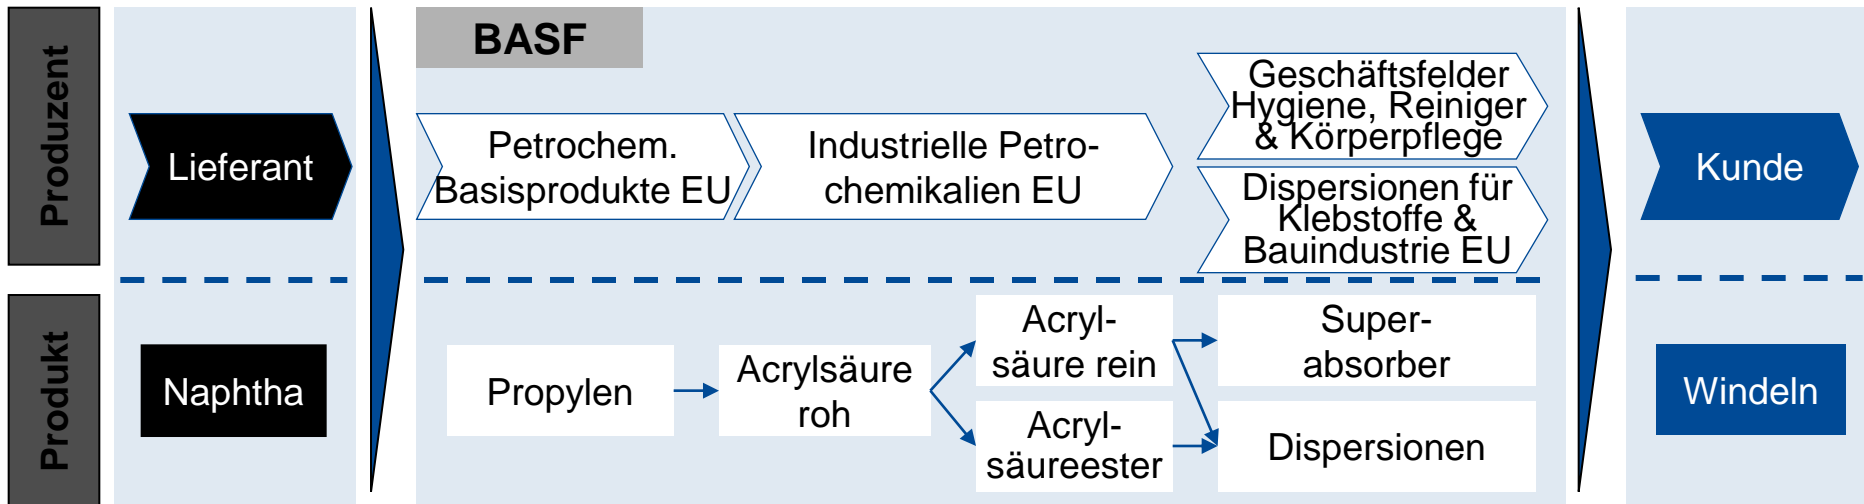 Produzent
BASF
Lieferant
Petrochem.
Basisprodukte EU
Industrielle Petro-
chemikalien EU
Geschäftsfelder
Hygiene, Reiniger
& Körperpflege
Dispersionen für
Klebstoffe &
Bauindustrie EU
Kunde
Produkt
Naphtha
Propylen
Acrylsäure
roh
Acryl-
säure rein
Acryl-
säureester
Super-
absorber
Dispersionen
Windeln